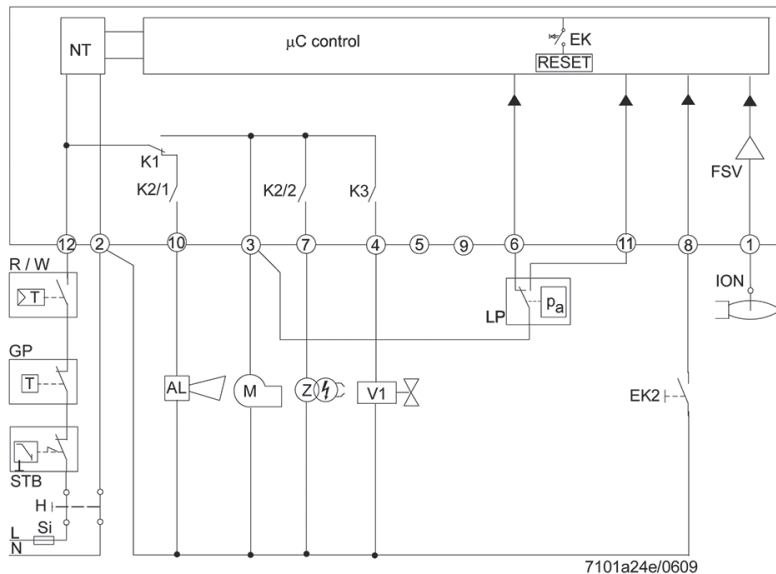 NT
µC control
EK
RESET
K1
FSV
K2/1
K2/2
K3
12
2
10
3
7
4
5
9
6
11
8
1
R / W
T
ION
LP
pa
GP
T
AL
M
Z
V1
EK2
STB
H
Si
L
N
7101a24e/0609